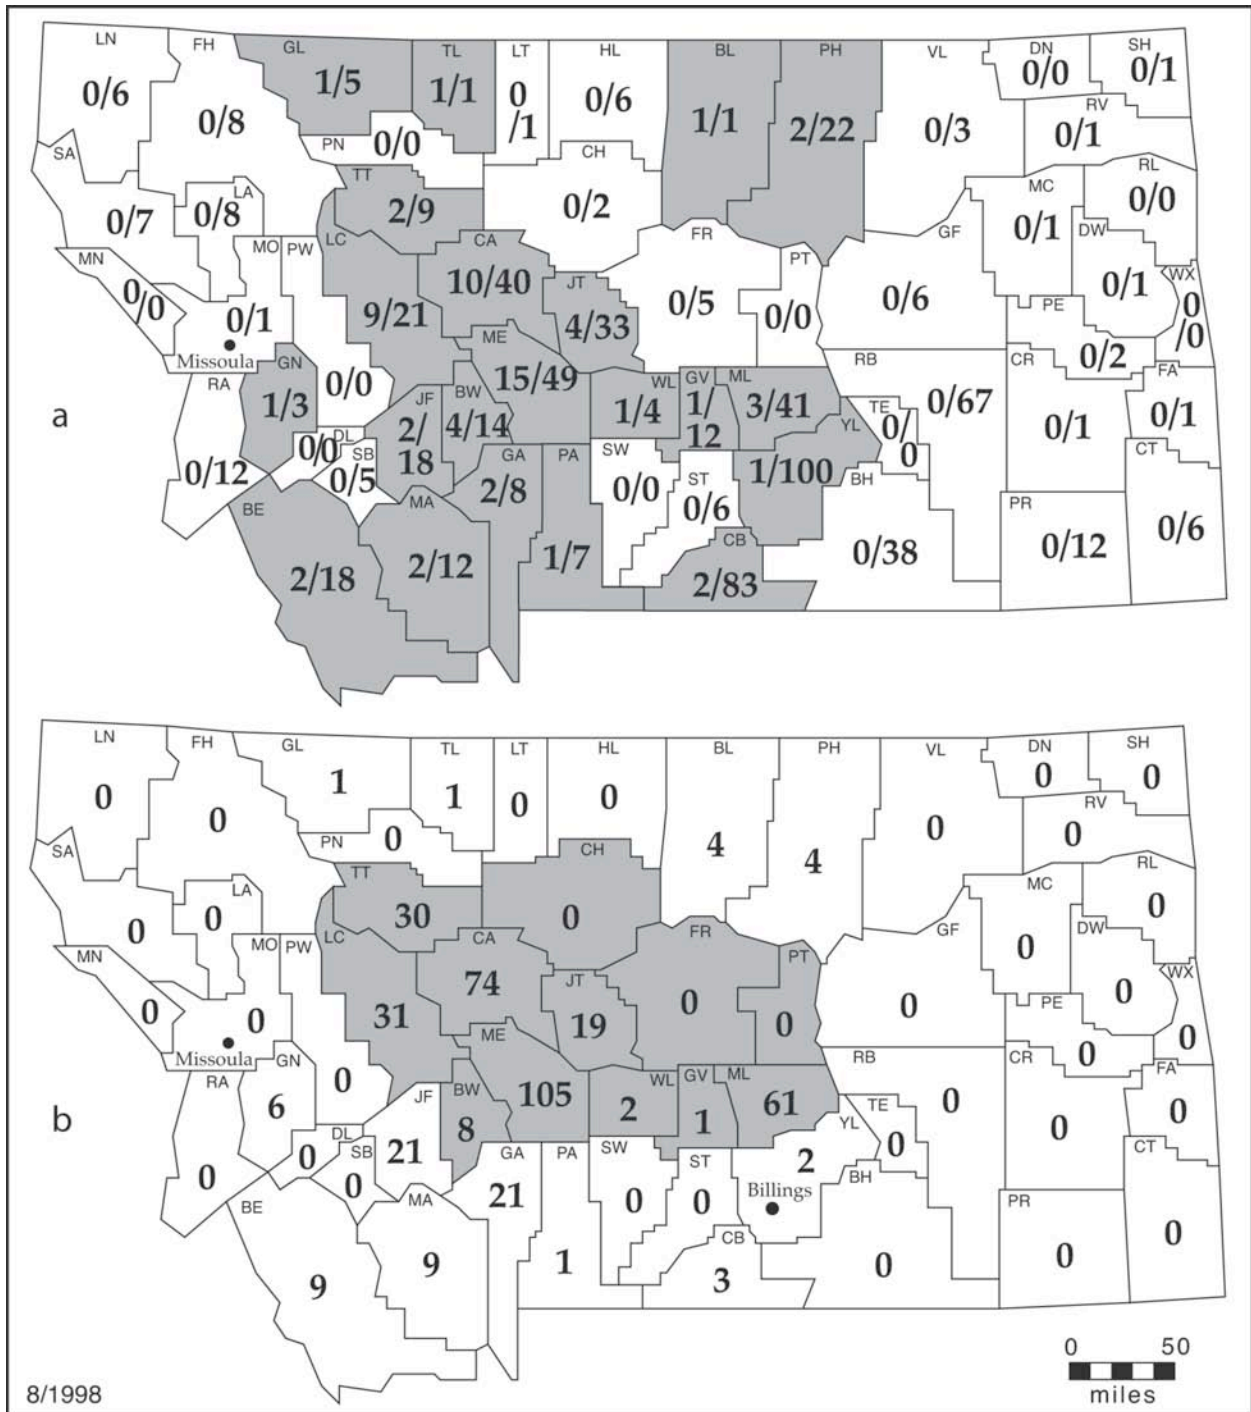 LN
FH
GL
TL
LT
HL
BL
PH
VL
DN
SH
0/6
0/8
1/5
1/1
0
/1
0/6
1/1
2/22
0/3
0/0
0/1
RV
0/1
SA
PN
0/0
CH
MC
RL
TT
LA
0/7
0/8
2/9
0/2
0/1
0/0
MN
MO
PW
LC
CA
FR
PT
GF
DW
WX
0
/0
0/1
9/21
10/40
JT
4/33
0/5
0/0
0/6
0/1
0
/0
Missoula
ME
PE
0/2
RA
GN
1/3
0/0
15/49
WL
GV
ML
RB
CR
FA
a
JF
BW
1/4
1/
12
3/41
YL
TE
0/
0
0/67
0/1
0/1
2/
18
4/14
DL
0/0
SB
0/5
GA
PA
SW
ST
BH
CT
0/12
2/8
0/0
1/100
BE
MA
0/6
PR
2/18
2/12
1/7
CB
2/83
0/38
0/12
0/6
LN
FH
GL
TL
LT
HL
BL
PH
VL
DN
SH
0
0
1
1
0
0
4
4
0
0
0
RV
0
SA
PN
0
CH
MC
RL
TT
LA
0
0
30
0
0
0
MN
MO
PW
LC
CA
FR
PT
GF
DW
WX
0
0
31
74
JT
19
0
0
0
0
0
Missoula
ME
PE
0
RA
GN
6
0
105
WL
GV
ML
RB
CR
FA
b
JF
BW
8
2
1
61
YL
TE
0
0
0
0
21
DL
0
SB
0
GA
PA
SW
ST
BH
CT
0
21
0
0
2
Billings
BE
MA
PR
9
9
1
CB
3
0
0
0
0 50
miles
8/1998